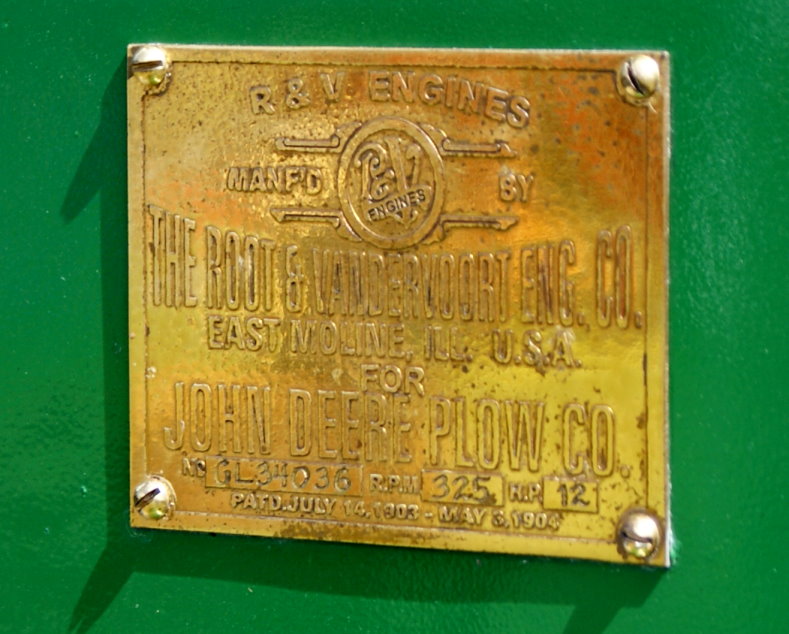 R & V ENGINES
MANF'D R&V ENGINES BY
THE ROOT & VANDERVOORT ENG. CO.
EAST MOLINE, ILL. U.S.A.
FOR
JOHN DEERE PLOW CO.
No GL34036 R.P.M 325 H.P. 12
PAT'D. JULY 14, 1903 - MAY 3, 1904